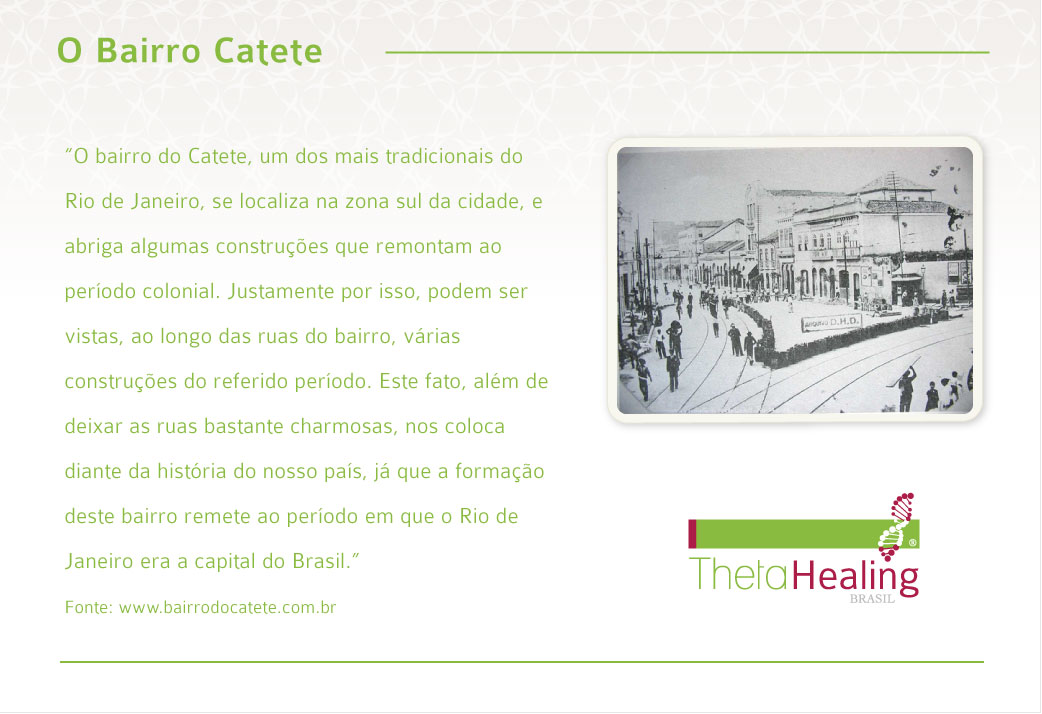 O Bairro Catete
“O bairro do Catete, um dos mais tradicionais do
Rio de Janeiro, se localiza na zona sul da cidade, e
abriga algumas construções que remontam ao
período colonial. Justamente por isso, podem ser
vistas, ao longo das ruas do bairro, várias
construções do referido período. Este fato, além de
deixar as ruas bastante charmosas, nos coloca
diante da história do nosso país, já que a formação
deste bairro remete ao período em que o Rio de
Janeiro era a capital do Brasil.”
Fonte: www.bairrodocatete.com.br
ARQUIVO D.H.D.
®
ThetaHealing
BRASIL